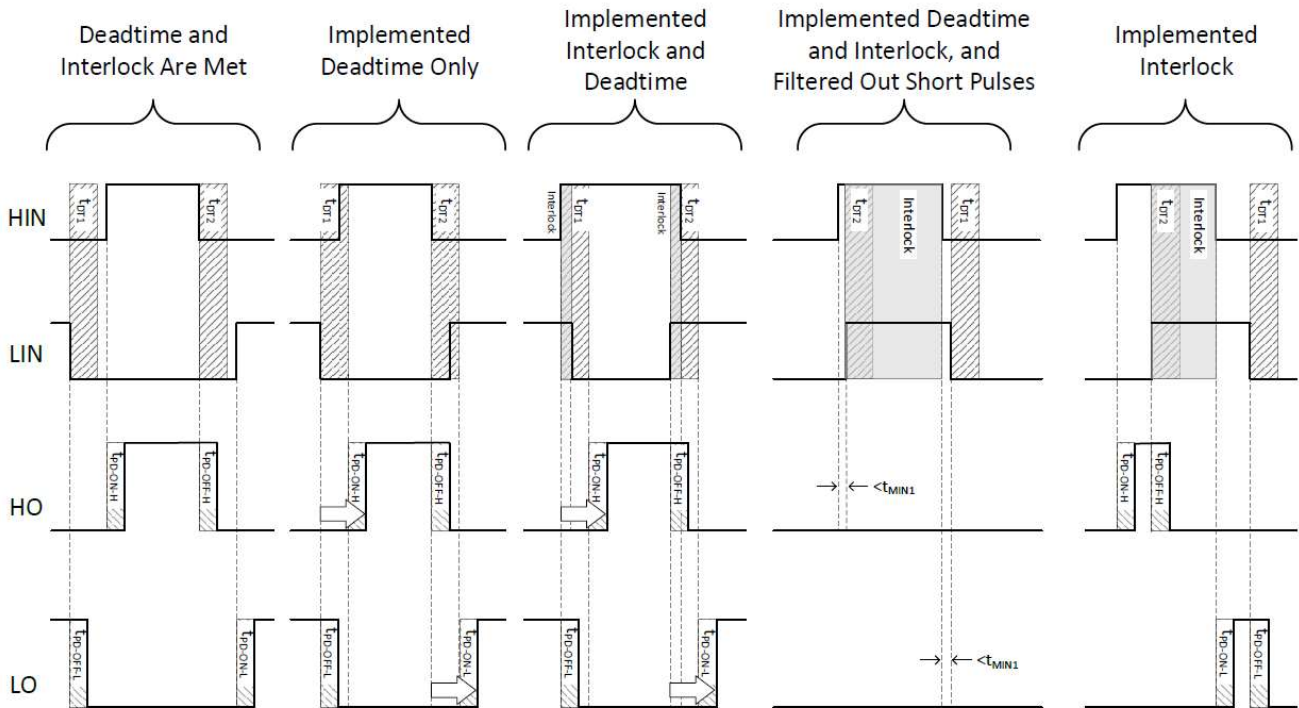 Deadtime and
Interlock Are Met
Implemented
Deadtime Only
Implemented
Interlock and
Deadtime
Implemented Deadtime
and Interlock, and
Filtered Out Short Pulses
Implemented
Interlock
HIN
tDT1
tDT2
tDT1
tDT2
Interlock
tDT1
Interlock
tDT2
tDT2
Interlock
tDT1
tDT2
Interlock
tDT1
LIN
HO
tPD-ON-H
tPD-OFF-H
tPD-ON-H
tPD-OFF-H
tPD-ON-H
tPD-OFF-H
<tMIN1
tPD-ON-H
tPD-OFF-H
LO
tPD-OFF-L
tPD-ON-L
tPD-OFF-L
tPD-ON-L
tPD-OFF-L
tPD-ON-L
<tMIN1
tPD-ON-L
tPD-OFF-L